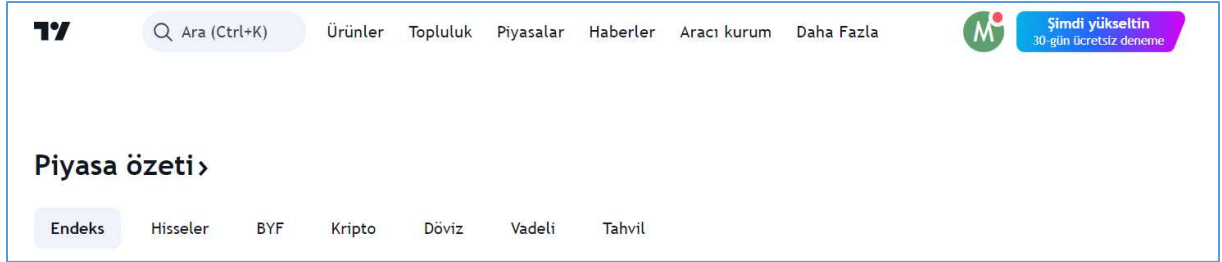 Ara (Ctrl+K) Ürünler Topluluk Piyasalar Haberler Aracı kurum Daha Fazla M Şimdi yükseltin
30-gün ücretsiz deneme
Piyasa özeti ›
Endeks Hisseler BYF Kripto Döviz Vadeli Tahvil